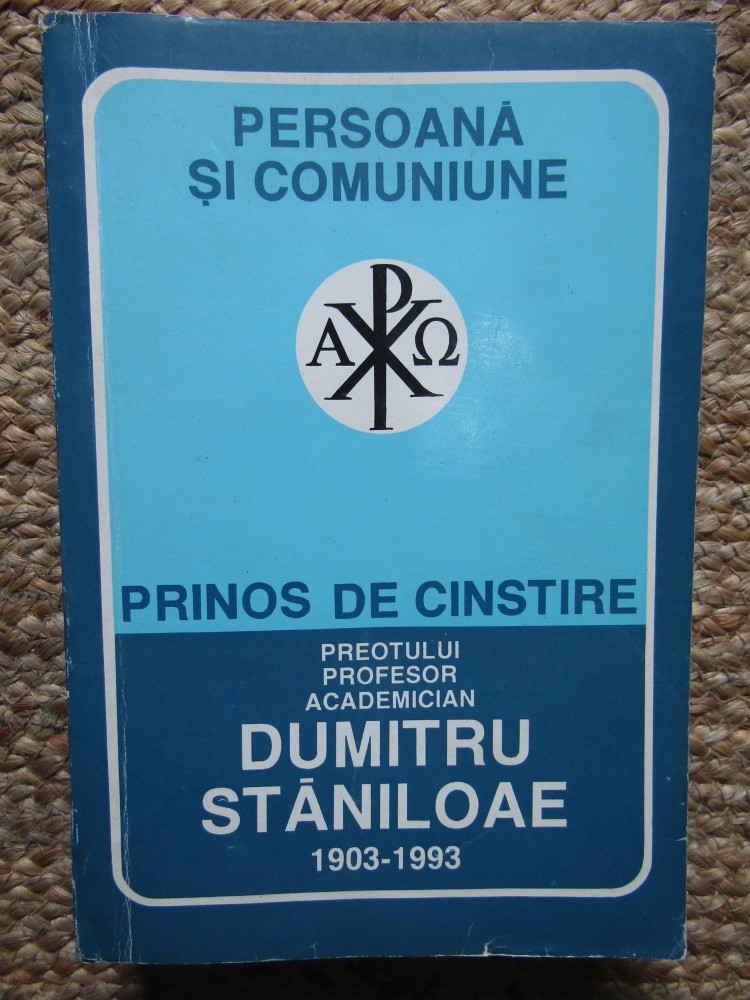 PERSOANĂ
ȘI COMUNIUNE
Α Ω
PRINOS DE CINSTIRE
PREOTULUI
PROFESOR
ACADEMICIAN
DUMITRU
STĂNILOAE
1903-1993